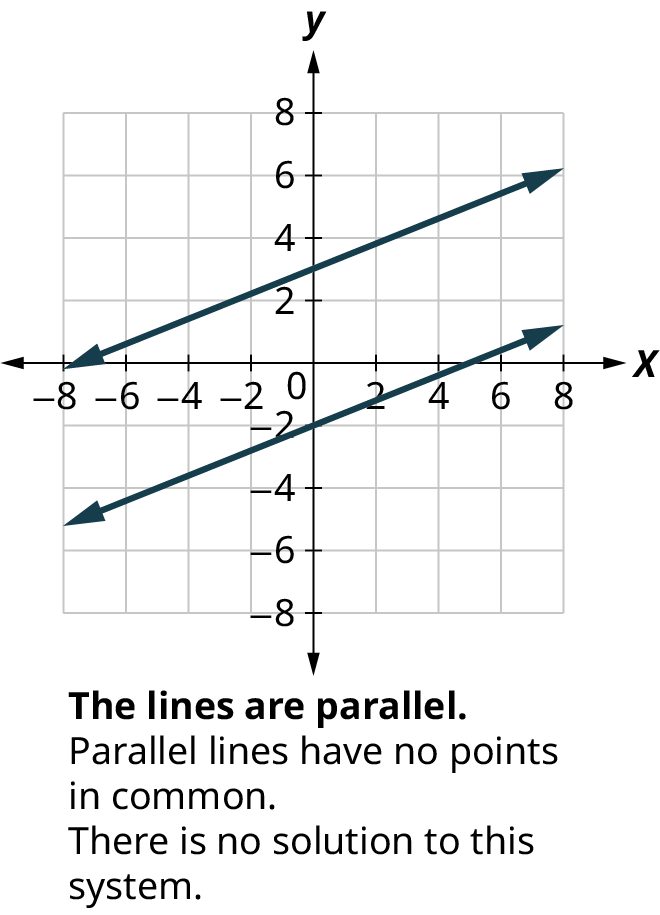 y
8
6
4
2
X
−8 −6 −4 −2 0 2 4 6 8
−2
−4
−6
−8
The lines are parallel.
Parallel lines have no points
in common.
There is no solution to this
system.